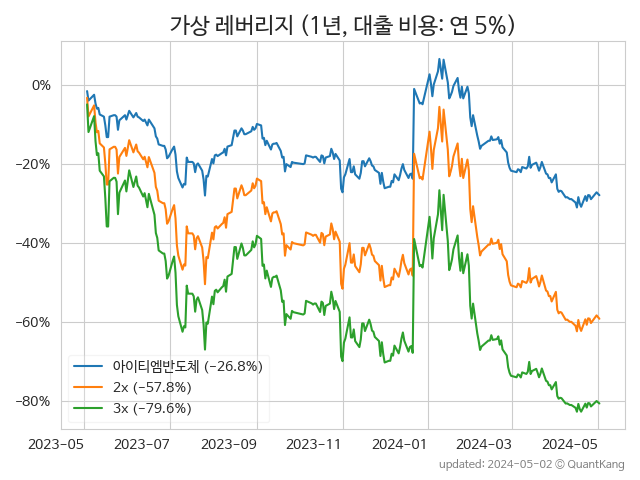 가상 레버리지 (1년, 대출 비용: 연 5%)
0%
−20%
−40%
−60%
−80%
아이티엠반도체 (−26.8%)
2x (−57.8%)
3x (−79.6%)
2023-05 2023-07 2023-09 2023-11 2024-01 2024-03 2024-05
updated: 2024-05-02 © QuantKang